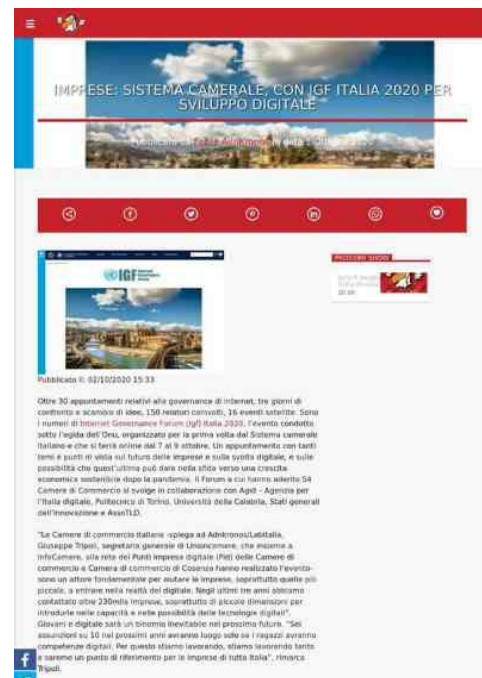 IMPRESE: SISTEMA CAMERALE, CON IGF ITALIA 2020 PER
SVILUPPO DIGITALE
IGF
PROSSIMI SHOW
Pubblicato il: 02/10/2020 15:33
Oltre 30 appuntamenti relativi alla governance di internet, tre giorni di
confronto e scambio di idee, 150 relatori coinvolti, 16 eventi satellite. Sono
i numeri di Internet Governance Forum (Igf) Italia 2020, l'evento condotto
sotto l'egida dell'Onu, organizzato per la prima volta dal Sistema camerale
italiano e che si terrà online dal 7 al 9 ottobre. Un appuntamento con tanti
temi e punti di vista sul futuro delle imprese e sulla svolta digitale, e sulle
possibilità che quest'ultima può dare nella sfida verso una crescita
economica sostenibile dopo la pandemia. Il Forum a cui hanno aderito 54
Camere di Commercio si svolge in collaborazione con Agid - Agenzia per
l'Italia digitale, Politecnico di Torino, Università della Calabria, Stati generali
dell'Innovazione e AssoTLD.
"Le Camere di commercio italiane -spiega ad Adnkronos/Labitalia,
Giuseppe Tripoli, segretario generale di Unioncamere, che insieme a
InfoCamere, alla rete dei Punti impresa digitale (Pid) delle Camere di
commercio e Camera di commercio di Cosenza hanno realizzato l'evento-
sono un attore fondamentale per aiutare le imprese, soprattutto quelle più
piccole, a entrare nella realtà del digitale. Negli ultimi tre anni abbiamo
contattato oltre 230mila imprese, soprattutto di piccole dimensioni per
introdurle nelle capacità e nelle possibilità delle tecnologie digitali".
Giovani e digitale sarà un binomio inevitabile nel prossimo futuro. "Sei
assunzioni su 10 nei prossimi anni avranno luogo solo se i ragazzi avranno
competenze digitali. Per questo stiamo lavorando, stiamo lavorando tanto
e saremo un punto di riferimento per le imprese di tutta Italia", rimarca
Tripoli.